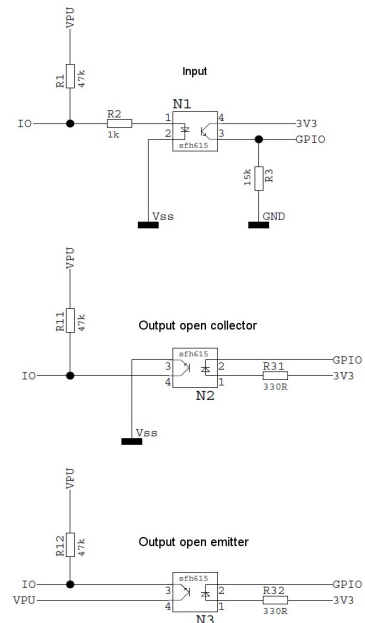 VPU
R1
47k
Input
IO
R2
1k
N1
1
2
4
3
sfh615
3V3
GPIO
15k
R3
Vss
GND
VPU
R11
47k
Output open collector
sfh615
3
4
2
1
IO
R31
330R
GPIO
3V3
N2
Vss
VPU
R12
47k
Output open emitter
sfh615
IO
VPU
3
4
2
1
R32
330R
GPIO
3V3
N3